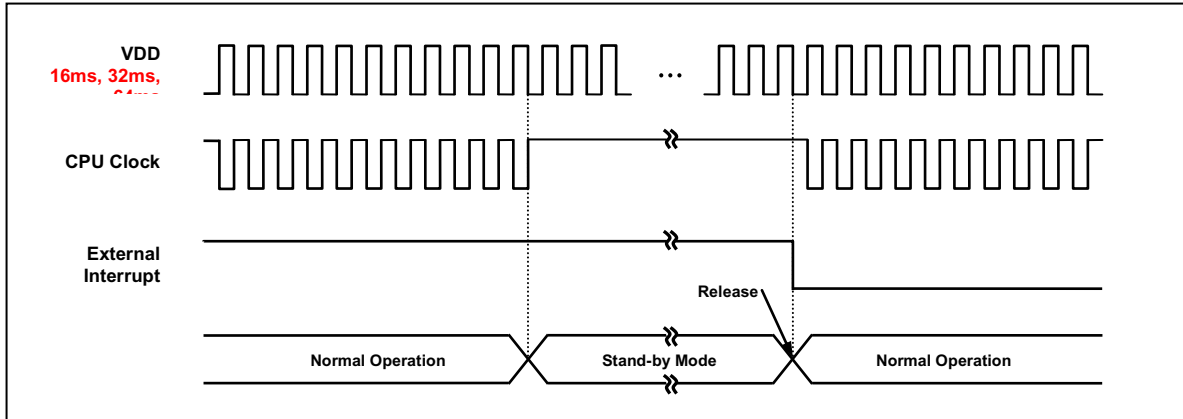 VDD
16ms, 32ms,
...
CPU Clock
External
Interrupt
Release
Normal Operation
Stand-by Mode
Normal Operation